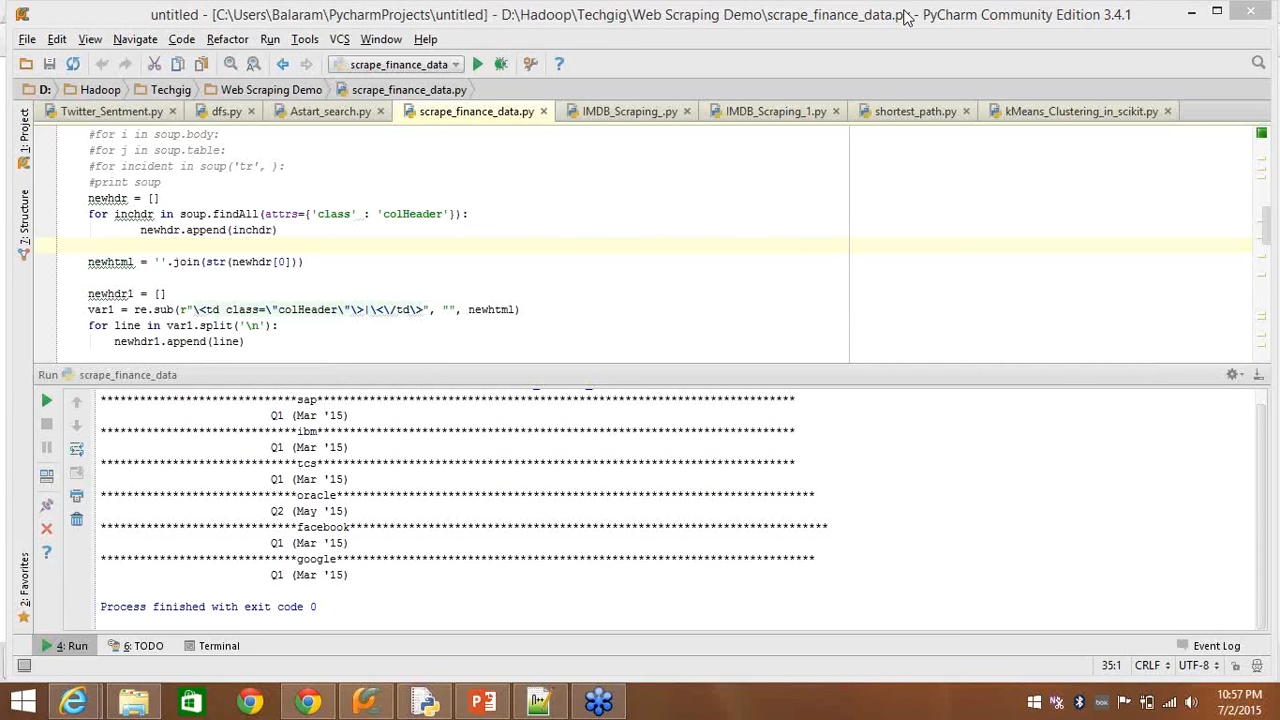 untitled - [C:\Users\Balaram\PycharmProjects\untitled] - D:\Hadoop\Techgig\Web Scraping Demo\scrape_finance_data.py - PyCharm Community Edition 3.4.1
File Edit View Navigate Code Refactor Run Tools VCS Window Help
scrape_finance_data
D: Hadoop Techgig Web Scraping Demo scrape_finance_data.py
Twitter_Sentment.py dfs.py Astart_search.py scrape_finance_data.py IMDB_Scraping_.py IMDB_Scraping_1.py shortest_path.py kMeans_Clustering_in_scikit.py
1: Project
7: Structure
2: Favorites
#for i in soup.body:
#for j in soup.table:
#for incident in soup('tr', ):
#print soup
newhdr = []
for inchdr in soup.findAll(attrs={'class' : 'colHeader'}):
newhdr.append(inchdr)
newhtml = ''.join(str(newhdr[0]))
newhdr1 = []
var1 = re.sub(r"\<td class=\"colHeader\"\>|\<\/td\>", "", newhtml)
for line in var1.split('\n'):
newhdr1.append(line)
Run scrape_finance_data
******************************sap*************************************************************************
Q1 (Mar '15)
******************************ibm*************************************************************************
Q1 (Mar '15)
******************************tcs*************************************************************************
Q1 (Mar '15)
******************************oracle*************************************************************************
Q2 (May '15)
******************************facebook*************************************************************************
Q1 (Mar '15)
******************************google*************************************************************************
Q1 (Mar '15)
Process finished with exit code 0
4: Run 6: TODO Terminal Event Log
35:1 CRLF UTF-8
10:57 PM
7/2/2015